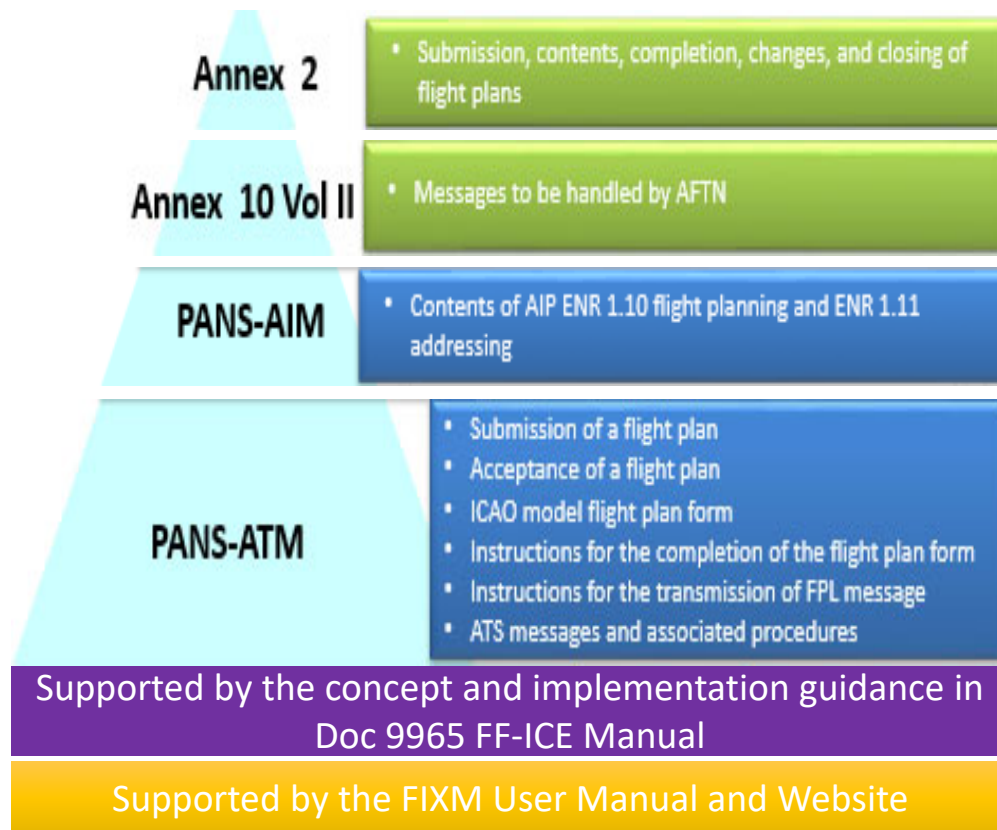 Annex 2
• Submission, contents, completion, changes, and closing of
flight plans
Annex 10 Vol II
• Messages to be handled by AFTN
PANS-AIM
• Contents of AIP ENR 1.10 flight planning and ENR 1.11
addressing
PANS-ATM
• Submission of a flight plan
• Acceptance of a flight plan
• ICAO model flight plan form
• Instructions for the completion of the flight plan form
• Instructions for the transmission of FPL message
• ATS messages and associated procedures
Supported by the concept and implementation guidance in
Doc 9965 FF-ICE Manual
Supported by the FIXM User Manual and Website